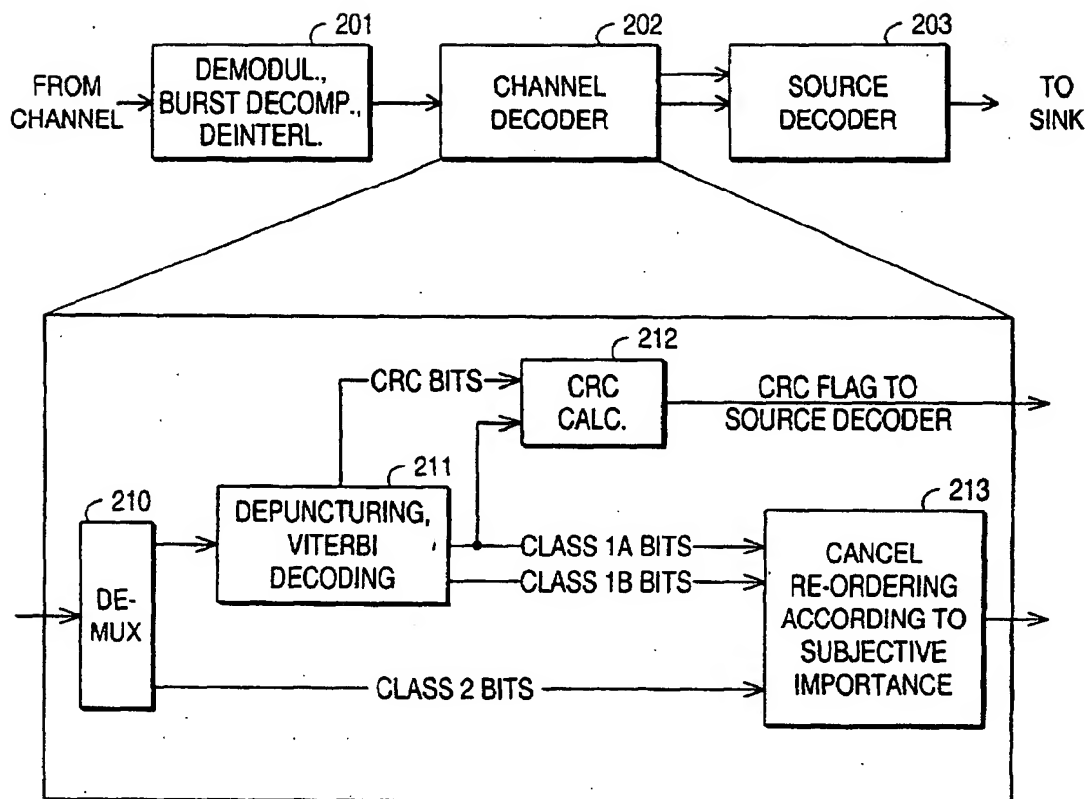 201
202
203
FROM
CHANNEL
DEMODUL.,
BURST DECOMP.,
DEINTERL.
CHANNEL
DECODER
SOURCE
DECODER
TO
SINK
212
CRC BITS
CRC
CALC.
CRC FLAG TO
SOURCE DECODER
211
210
DEPUNCTURING,
VITERBI
DECODING
213
CLASS 1A BITS
CLASS 1B BITS
DE-
MUX
CANCEL
RE-ORDERING
ACCORDING TO
SUBJECTIVE
IMPORTANCE
CLASS 2 BITS